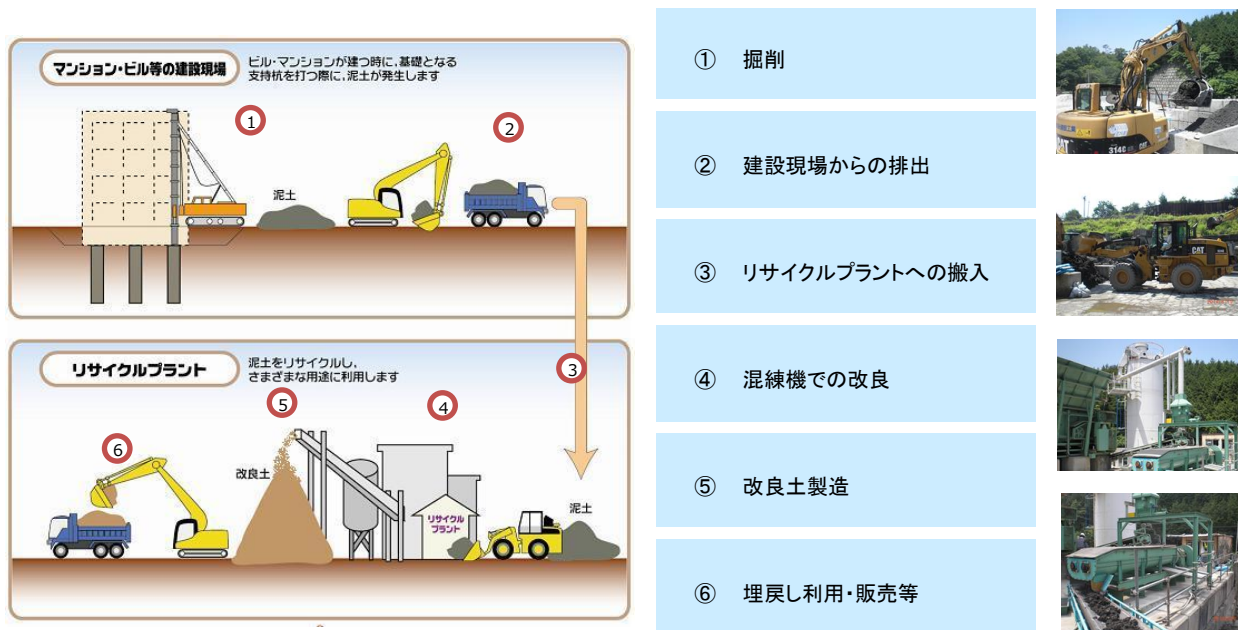 マンション・ビル等の建設現場
ビル・マンションが建つ時に,基礎となる
支持杭を打つ際に,泥土が発生します
1
2
泥土
リサイクルプラント
泥土をリサイクルし,
さまざまな用途に利用します
3
5
4
6
改良土
泥土
リサイクル
プラント
① 掘削
② 建設現場からの排出
③ リサイクルプラントへの搬入
④ 混練機での改良
⑤ 改良土製造
⑥ 埋戻し利用・販売等
314C
CAT